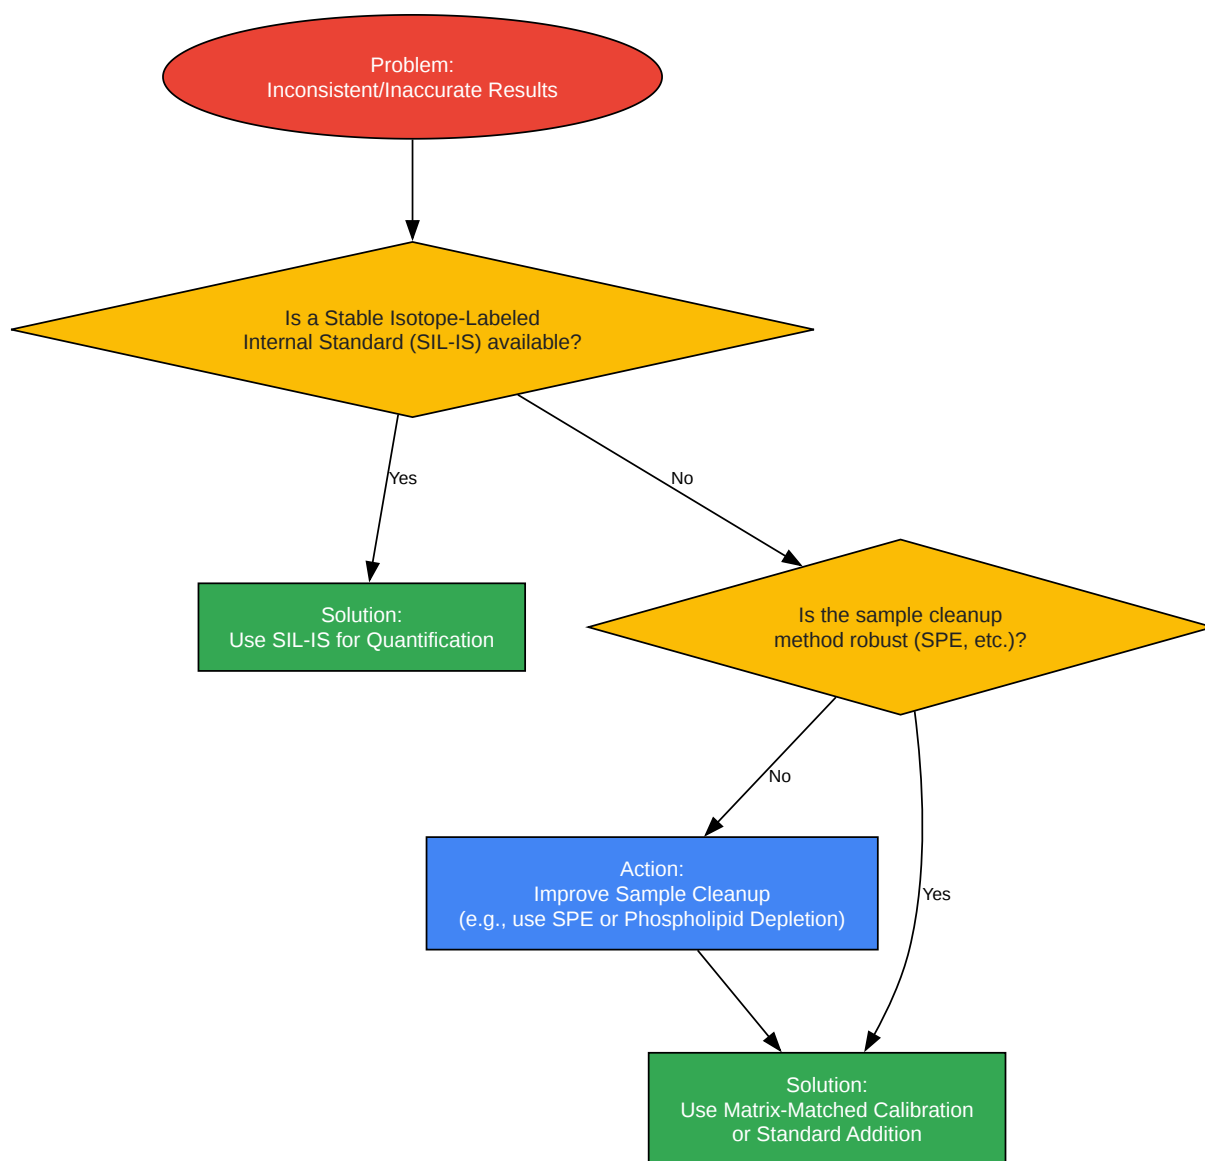 Problem:
Inconsistent/Inaccurate Results
Is a Stable Isotope-Labeled
Internal Standard (SIL-IS) available?
Yes
No
Solution:
Use SIL-IS for Quantification
Is the sample cleanup
method robust (SPE, etc.)?
No
Action:
Improve Sample Cleanup
(e.g., use SPE or Phospholipid Depletion)
Yes
Solution:
Use Matrix-Matched Calibration
or Standard Addition